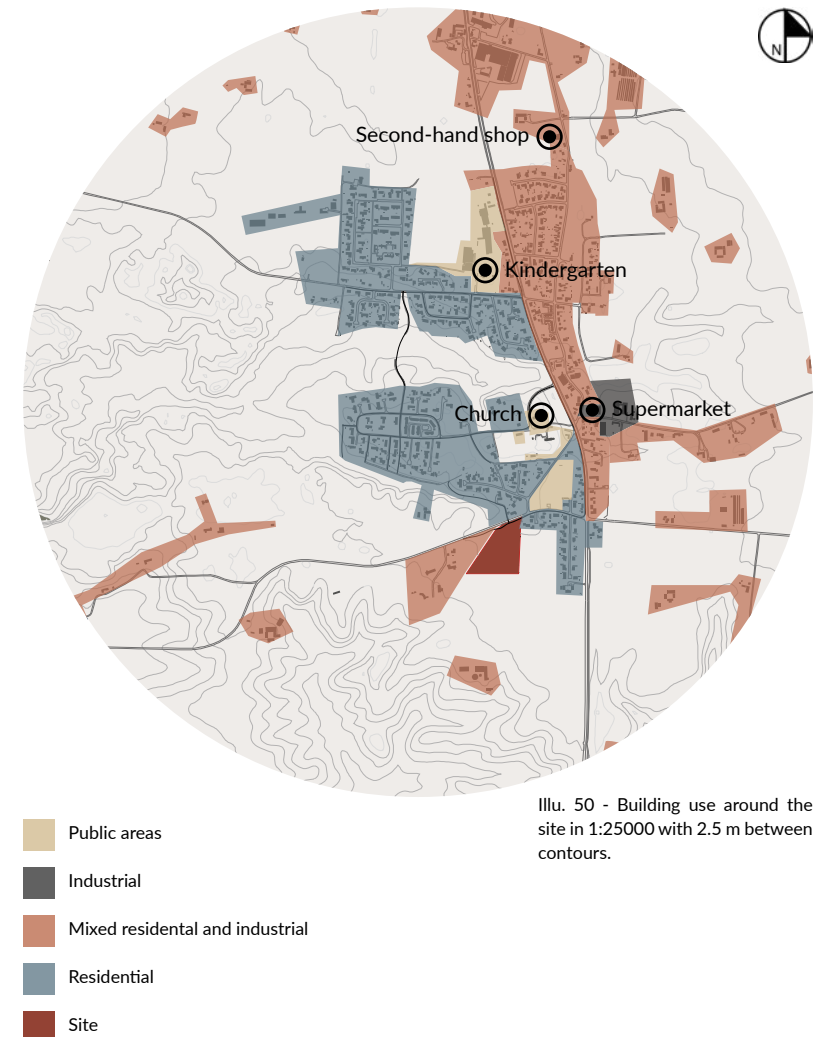 N
Second-hand shop
Kindergarten
Church
Supermarket
Illu. 50 - Building use around the
site in 1:25000 with 2.5 m between
contours.
Public areas
Industrial
Mixed residental and industrial
Residential
Site